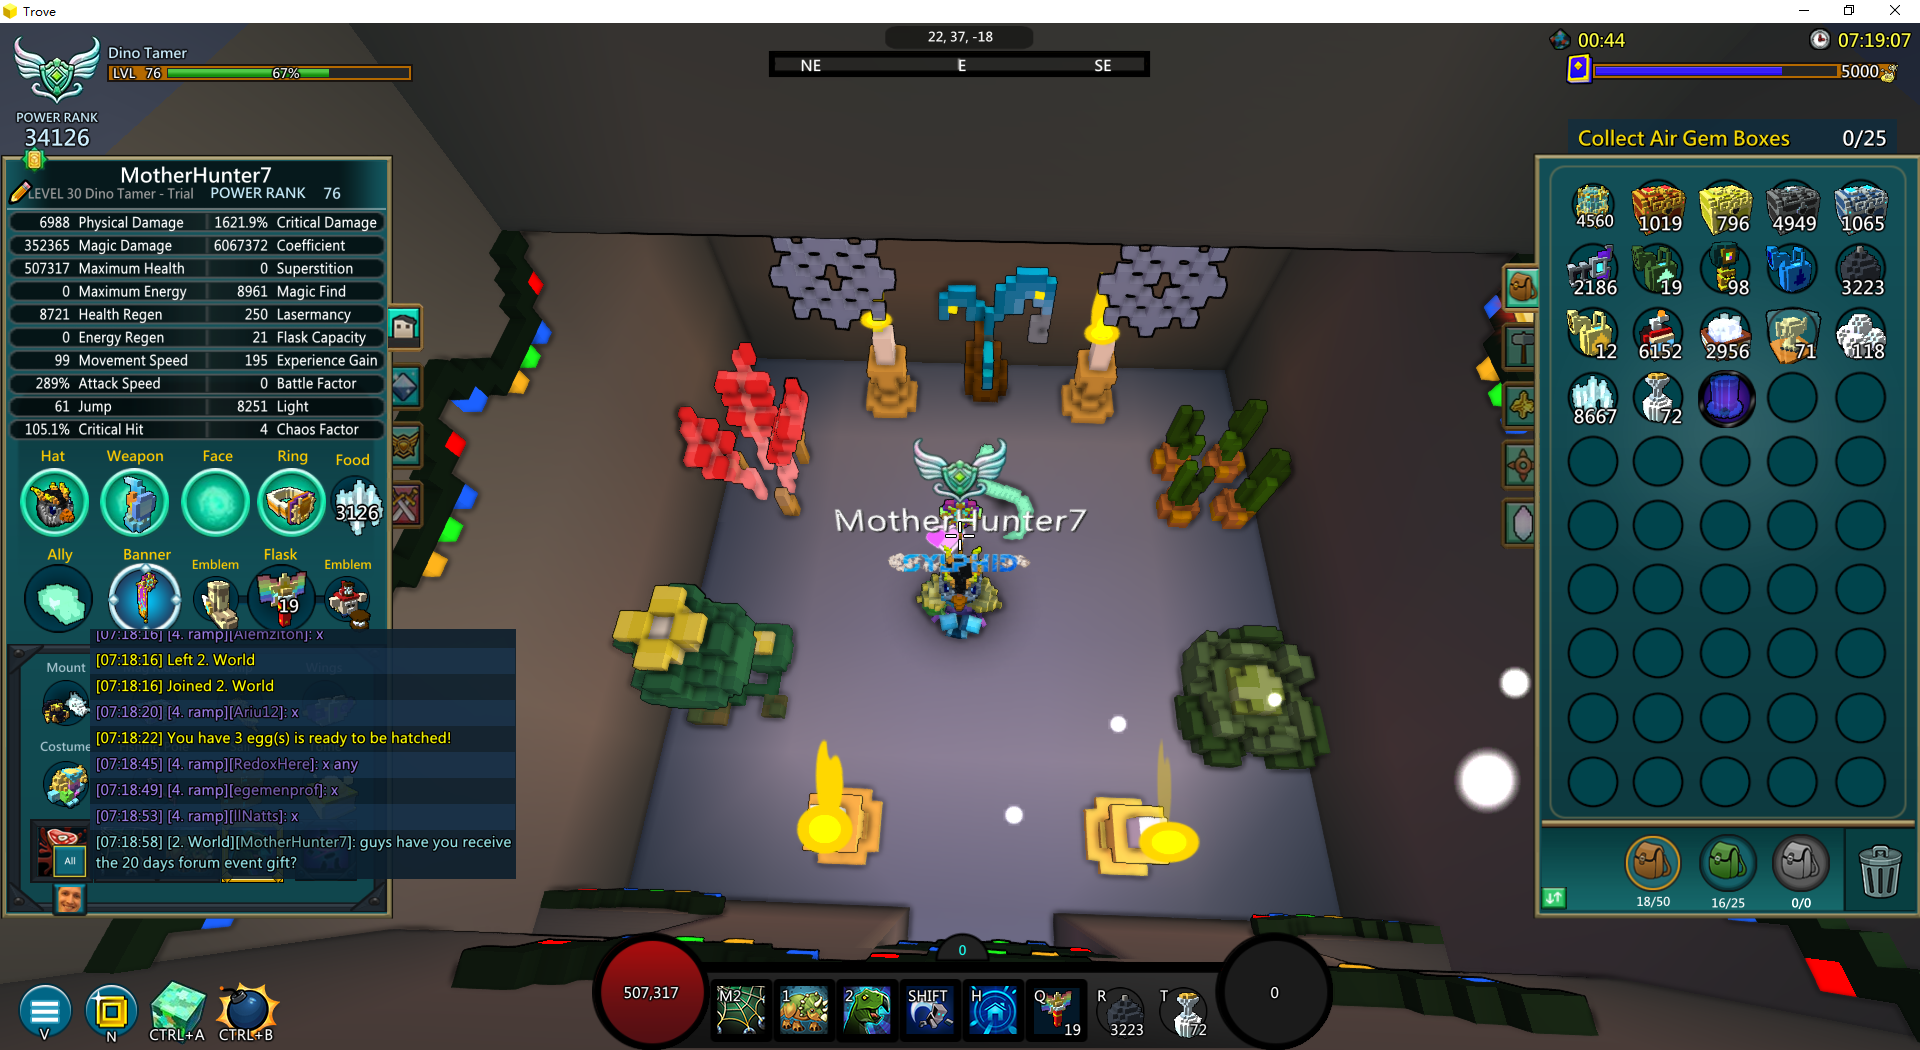 Trove
Dino Tamer
LVL 76
67%
POWER RANK
34126
22, 37, -18
NE E SE
00:44
07:19:07
5000
Collect Air Gem Boxes 0/25
MotherHunter7
LEVEL 30 Dino Tamer - Trial POWER RANK 76
6988 Physical Damage 1621.9% Critical Damage
352365 Magic Damage 6067372 Coefficient
507317 Maximum Health 0 Superstition
0 Maximum Energy 8961 Magic Find
8721 Health Regen 250 Lasermancy
0 Energy Regen 21 Flask Capacity
99 Movement Speed 195 Experience Gain
289% Attack Speed 0 Battle Factor
61 Jump 8251 Light
105.1% Critical Hit 4 Chaos Factor
Hat Weapon Face Ring Food
3126
Ally Banner Emblem Flask Emblem
19
Mount
Wings
Costume
All
[07:18:16] [4. ramp][Alemziton]: x
[07:18:16] Left 2. World
[07:18:16] Joined 2. World
[07:18:20] [4. ramp][Ariu12]: x
[07:18:22] You have 3 egg(s) is ready to be hatched!
[07:18:45] [4. ramp][RedoxHere]: x any
[07:18:49] [4. ramp][egemenprof]: x
[07:18:53] [4. ramp][llNatts]: x
[07:18:58] [2. World][MotherHunter7]: guys have you receive
the 20 days forum event gift?
MotherHunter7
SYLPHID
4560 1019 796 4949 1065
2186 19 98 3223
12 6152 2956 71 118
8667 72
18/50 16/25 0/0
V N CTRL+A CTRL+B
507,317
0
M2 1 2 SHIFT H Q 19 R 3223 T 72
0